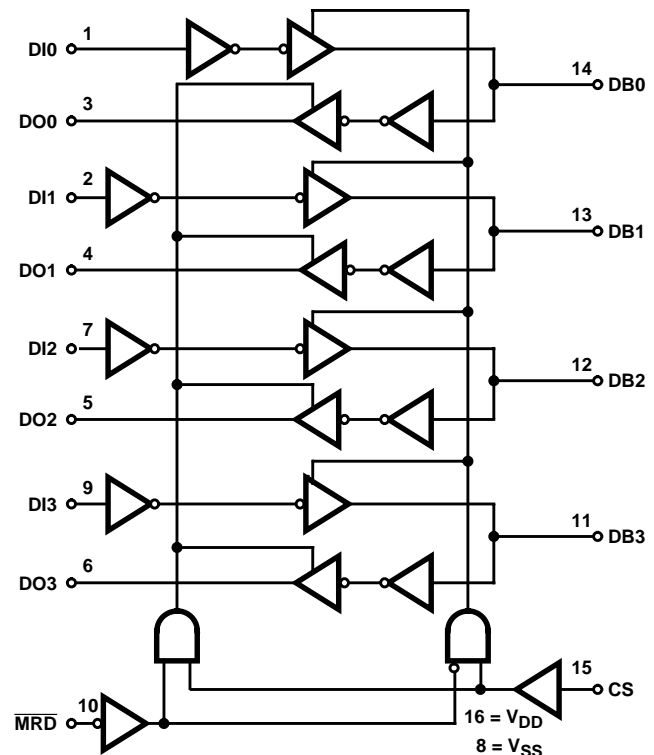 DI0 1
14 DB0
DO0 3
DI1 2
13 DB1
DO1 4
DI2 7
12 DB2
DO2 5
DI3 9
11 DB3
DO3 6
15 CS
MRD 10
16 = VDD
8 = VSS